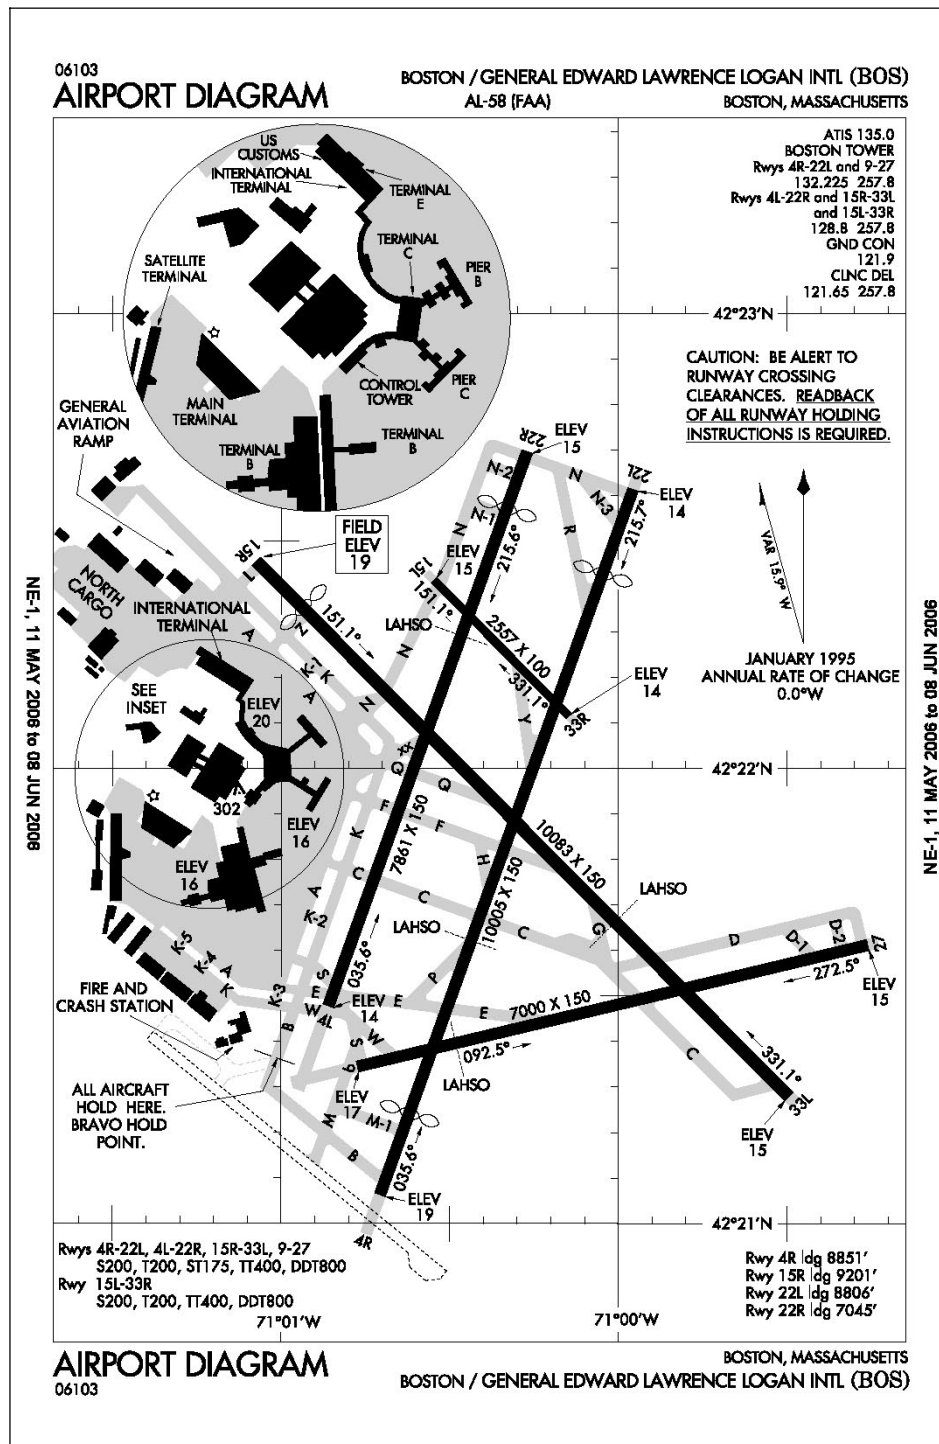 06103
AIRPORT DIAGRAM
BOSTON / GENERAL EDWARD LAWRENCE LOGAN INTL (BOS)
AL-58 (FAA)
BOSTON, MASSACHUSETTS
ATIS 135.0
BOSTON TOWER
Rwys 4R-22L and 9-27
132.225 257.8
Rwys 4L-22R and 15R-33L
and 15L-33R
128.8 257.8
GND CON
121.9
CLNC DEL
121.65 257.8
US
CUSTOMS
INTERNATIONAL
TERMINAL
TERMINAL
E
TERMINAL
C
PIER
B
SATELLITE
TERMINAL
MAIN
TERMINAL
CONTROL
TOWER
PIER
C
TERMINAL
B
TERMINAL
B
42°23'N
CAUTION: BE ALERT TO
RUNWAY CROSSING
CLEARANCES. READBACK
OF ALL RUNWAY HOLDING
INSTRUCTIONS IS REQUIRED.
GENERAL
AVIATION
RAMP
22R
ELEV
15
N-2
N
22L
N-3
N-1
R
ELEV
14
215.6°
215.7°
N
VAR 15.9° W
FIELD
ELEV
19
15R
ELEV
15
15L
151.1°
151.1°
2557 X 100
331.1°
LAHSO
33R
ELEV
14
JANUARY 1995
ANNUAL RATE OF CHANGE
0.0°W
NORTH
CARGO
INTERNATIONAL
TERMINAL
A
K-1
K
A
N
N
Z
Z
Y
SEE
INSET
ELEV
20
302
ELEV
16
ELEV
16
42°22'N
XX
Q
Q
F
F
K
C
C
C
H
G
7861 X 150
10005 X 150
10083 X 150
LAHSO
LAHSO
A
K-2
K-5
K-4
A
K
K-3
S
E
W
4L
035.6°
ELEV
14
E
P
E
D
D-1
D-2
27
272.5°
ELEV
15
7000 X 150
092.5°
FIRE AND
CRASH STATION
B
S
W
9
ELEV
17
LAHSO
C
331.1°
33L
ELEV
15
ALL AIRCRAFT
HOLD HERE.
BRAVO HOLD
POINT.
M
M-1
B
035.6°
ELEV
19
4R
42°21'N
Rwys 4R-22L, 4L-22R, 15R-33L, 9-27
S200, T200, ST175, TT400, DDT800
Rwy 15L-33R
S200, T200, TT400, DDT800
Rwy 4R ldg 8851'
Rwy 15R ldg 9201'
Rwy 22L ldg 8806'
Rwy 22R ldg 7045'
71°01'W
71°00'W
NE-1, 11 MAY 2006 to 08 JUN 2006
NE-1, 11 MAY 2006 to 08 JUN 2006
AIRPORT DIAGRAM
06103
BOSTON, MASSACHUSETTS
BOSTON / GENERAL EDWARD LAWRENCE LOGAN INTL (BOS)